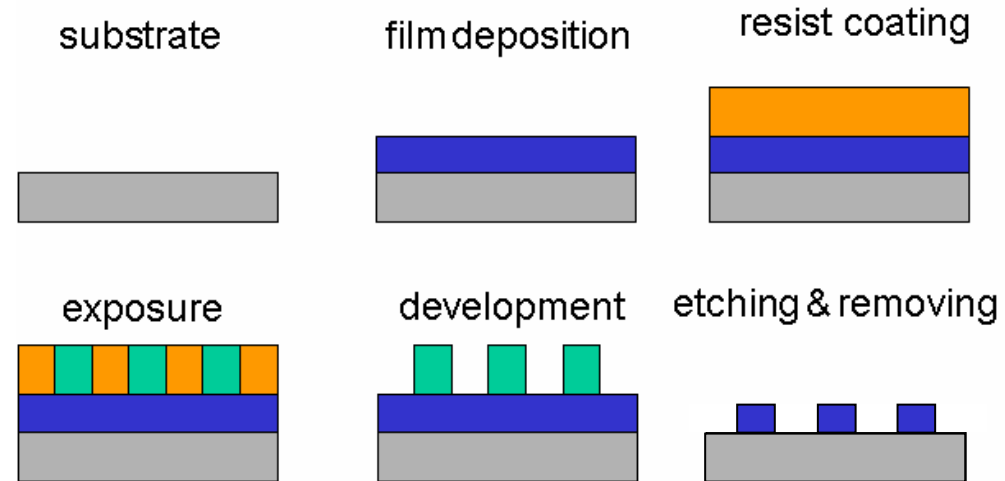 substrate
film deposition
resist coating
exposure
development
etching & removing